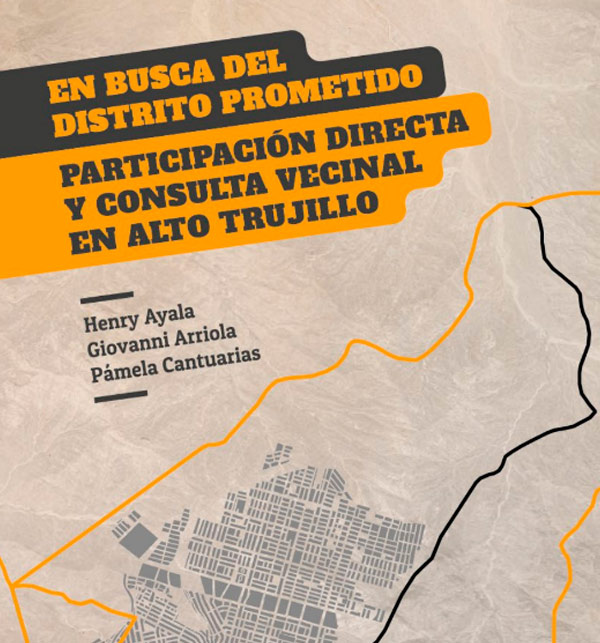 EN BUSCA DEL
DISTRITO PROMETIDO
PARTICIPACIÓN DIRECTA
Y CONSULTA VECINAL
EN ALTO TRUJILLO
Henry Ayala
Giovanni Arriola
Pámela Cantuarias